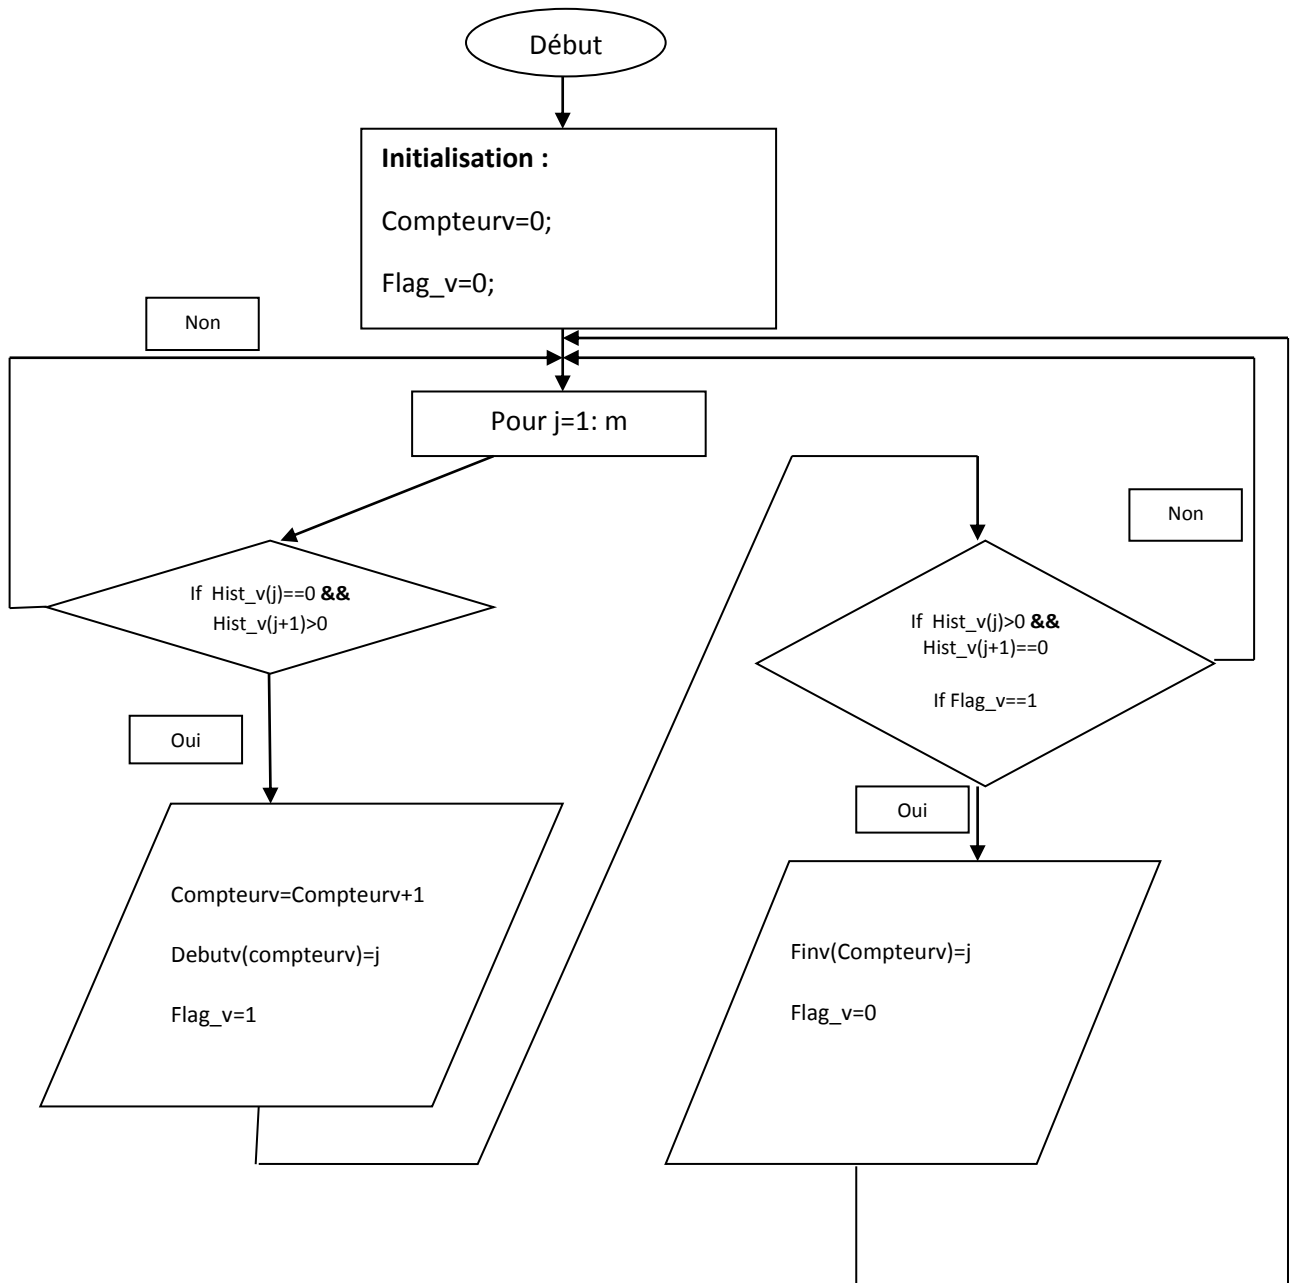 Début
Initialisation :
Compteurv=0;
Flag_v=0;
Non
Pour j=1: m
Non
If Hist_v(j)==0 &&
Hist_v(j+1)>0
If Hist_v(j)>0 &&
Hist_v(j+1)==0
If Flag_v==1
Oui
Oui
Compteurv=Compteurv+1
Debutv(compteurv)=j
Flag_v=1
Finv(Compteurv)=j
Flag_v=0